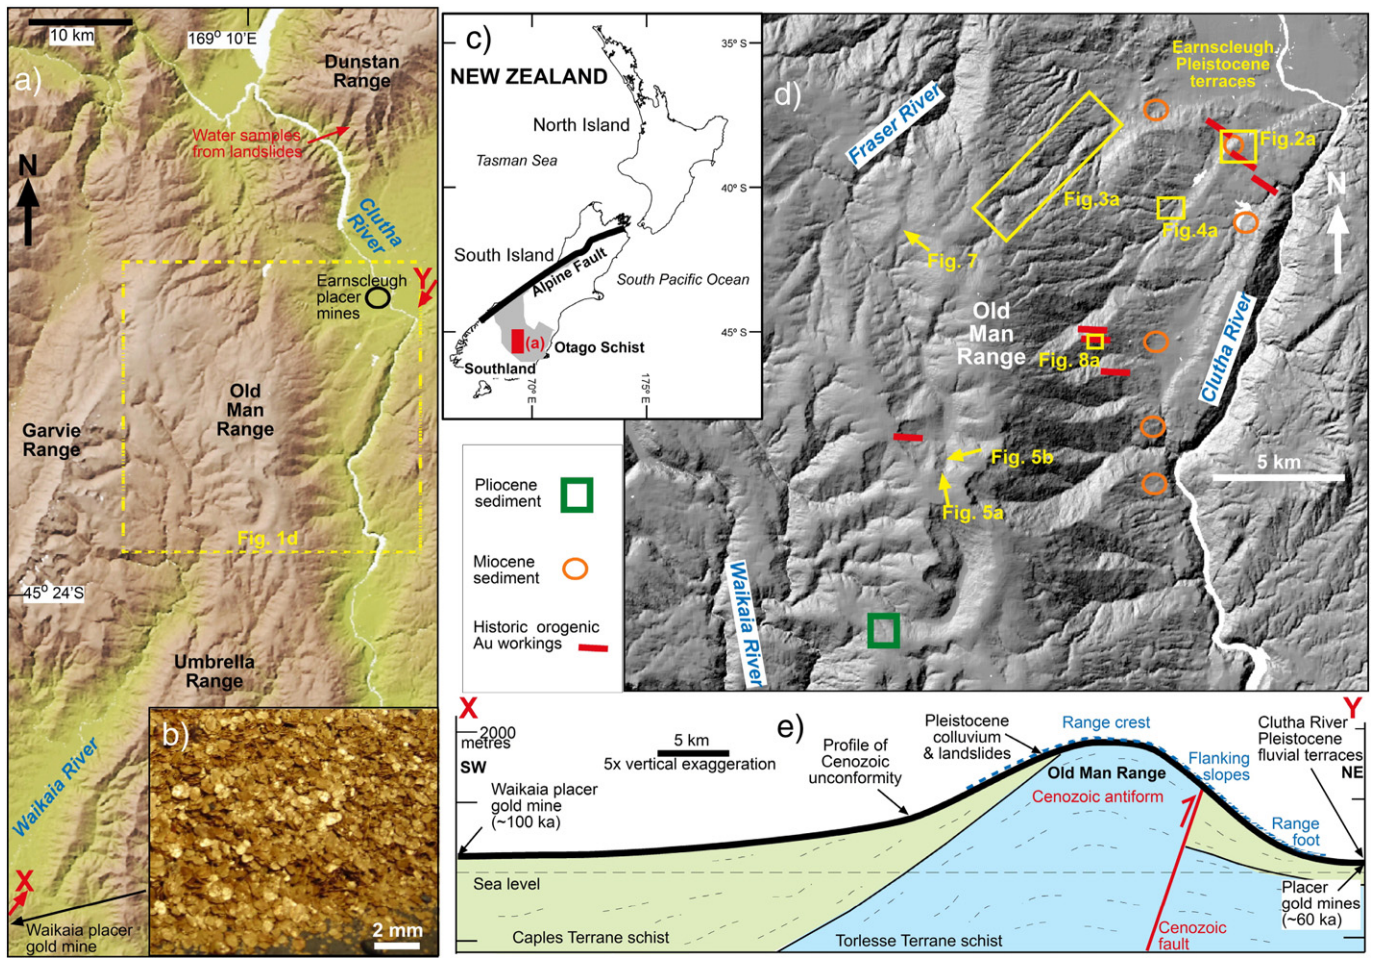 10 km
169° 10'E
a)
Dunstan
Range
Water samples
from landslides
N
Clutha
River
Earnscleugh
placer
mines
Y
Old
Man
Range
Garvie
Range
Fig. 1d
45° 24'S
Umbrella
Range
Waikaia River
X
Waikaia placer
gold mine
b)
2 mm
c)
NEW ZEALAND
35° S
North Island
Tasman Sea
40° S
South Island
Alpine Fault
South Pacific Ocean
45° S
(a)
Otago Schist
Southland
70° E
175° E
Pliocene
sediment
Miocene
sediment
Historic orogenic
Au workings
d)
Earnscleugh
Pleistocene
terraces
Fraser River
Fig.2a
Fig.3a
N
Fig.4a
Fig. 7
Old
Man
Range
Fig. 8a
Clutha River
5 km
Fig. 5b
Fig. 5a
Waikaia River
X
2000
metres
SW
5 km
5x vertical exaggeration
e)
Waikaia placer
gold mine
(~100 ka)
Profile of
Cenozoic
unconformity
Pleistocene
colluvium
& landslides
Range crest
Old Man Range
Cenozoic antiform
Flanking
slopes
Range
foot
Y
Clutha River
Pleistocene
fluvial terraces
NE
Sea level
Placer
gold mines
(~60 ka)
Caples Terrane schist
Torlesse Terrane schist
Cenozoic
fault